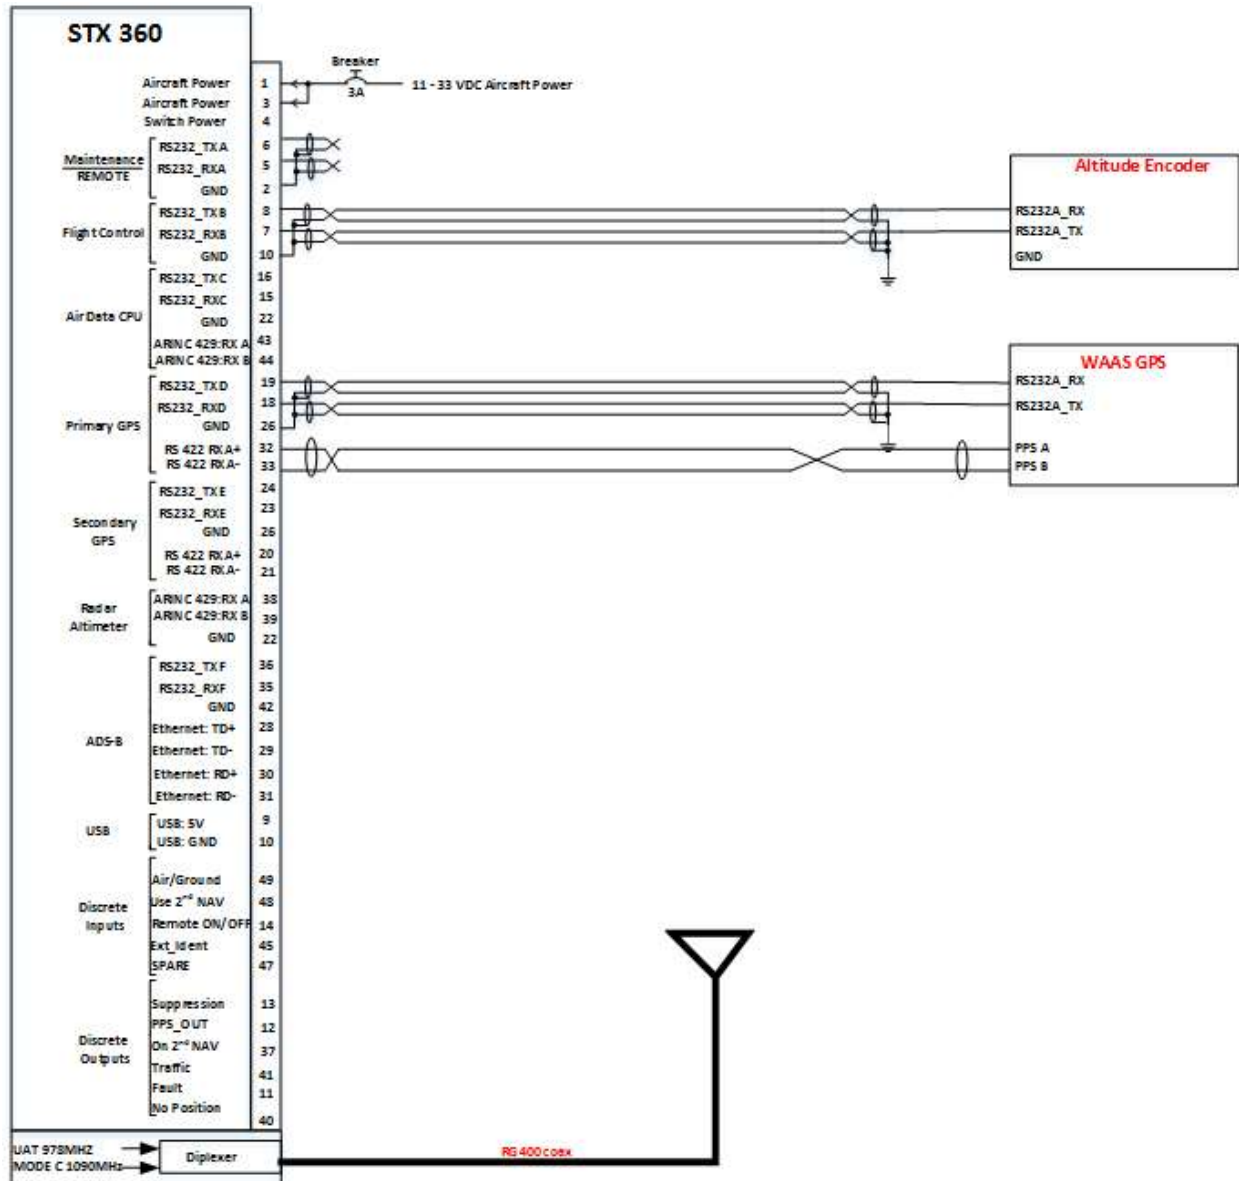 STX 360
Breaker
3A
11 - 33 VDC Aircraft Power
Aircraft Power 1
Aircraft Power 3
Switch Power 4
Maintenance
REMOTE
RS232_TXA 6
RS232_RXA 5
GND 2
Flight Control
RS232_TXB 8
RS232_RXB 7
GND 10
Altitude Encoder
RS232A_RX
RS232A_TX
GND
Air Data CPU
RS232_TXC 16
RS232_RXC 15
GND 22
ARINC 429:RX A 43
ARINC 429:RX B 44
Primary GPS
RS232_TXD 19
RS232_RXD 18
GND 26
RS 422 RXA+ 32
RS 422 RXA- 33
WAAS GPS
RS232A_RX
RS232A_TX
PPS A
PPS B
Secondary
GPS
RS232_TXE 24
RS232_RXE 23
GND 26
RS 422 RXA+ 20
RS 422 RXA- 21
Radar
Altimeter
ARINC 429:RX A 38
ARINC 429:RX B 39
GND 22
ADS-B
RS232_TXF 36
RS232_RXF 35
GND 42
Ethernet: TD+ 28
Ethernet: TD- 29
Ethernet: RD+ 30
Ethernet: RD- 31
USB
USB: 5V 9
USB: GND 10
Discrete
Inputs
Air/Ground 49
Use 2nd NAV 48
Remote ON/OFF 14
Ext_Ident 45
SPARE 47
Discrete
Outputs
Suppression 13
PPS_OUT 12
On 2nd NAV 37
Traffic 41
Fault 11
No Position 40
UAT 978MHZ
MODE C 1090MHz
Diplexer
RG400 coax